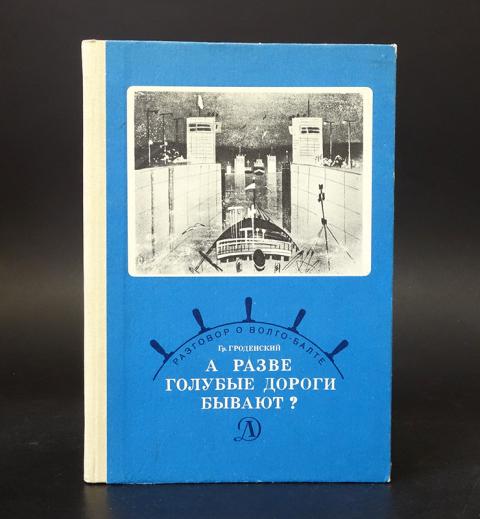 РАЗГОВОР О ВОЛГО-БАЛТЕ
Гр. ГРОДЕНСКИЙ
А РАЗВЕ
ГОЛУБЫЕ ДОРОГИ
БЫВАЮТ?
Д